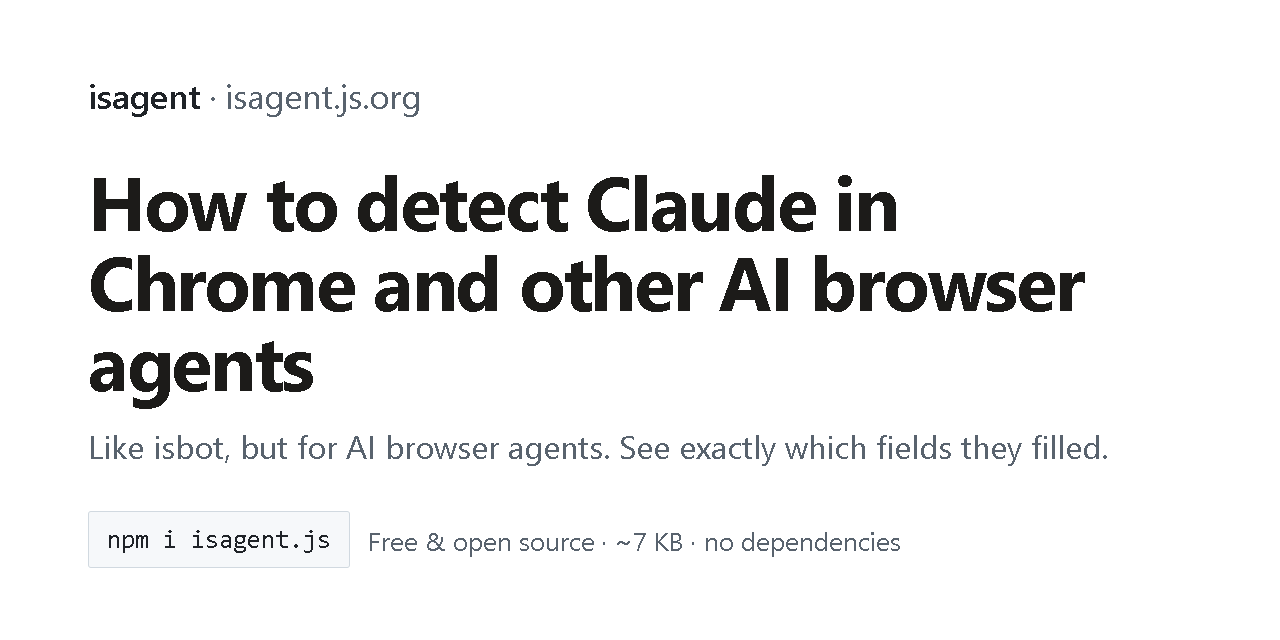 isagent · isagent.js.org
How to detect Claude in
Chrome and other AI browser
agents
Like isbot, but for AI browser agents. See exactly which fields they filled.
npm i isagent.js
Free & open source · ~7 KB · no dependencies